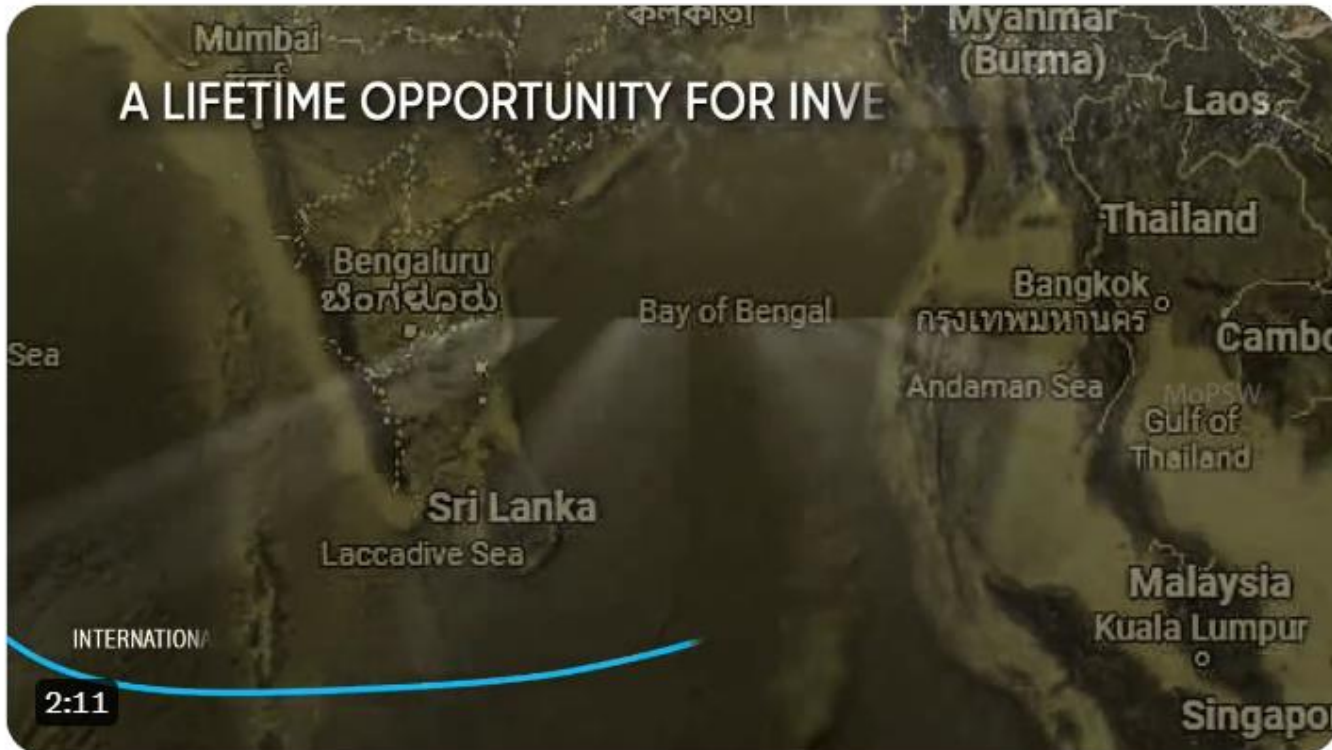 কলকাতা
Myanmar
(Burma)
Mumbai
A LIFETIME OPPORTUNITY FOR INVE
Laos
Thailand
Bengaluru
ಬೆಂಗಳೂರು
Bay of Bengal
Bangkok
กรุงเทพมหานคร
Sea
Cambo
Andaman Sea
MoPSW
Gulf of
Thailand
Sri Lanka
Laccadive Sea
Malaysia
Kuala Lumpur
INTERNATIONA
2:11
Singapor